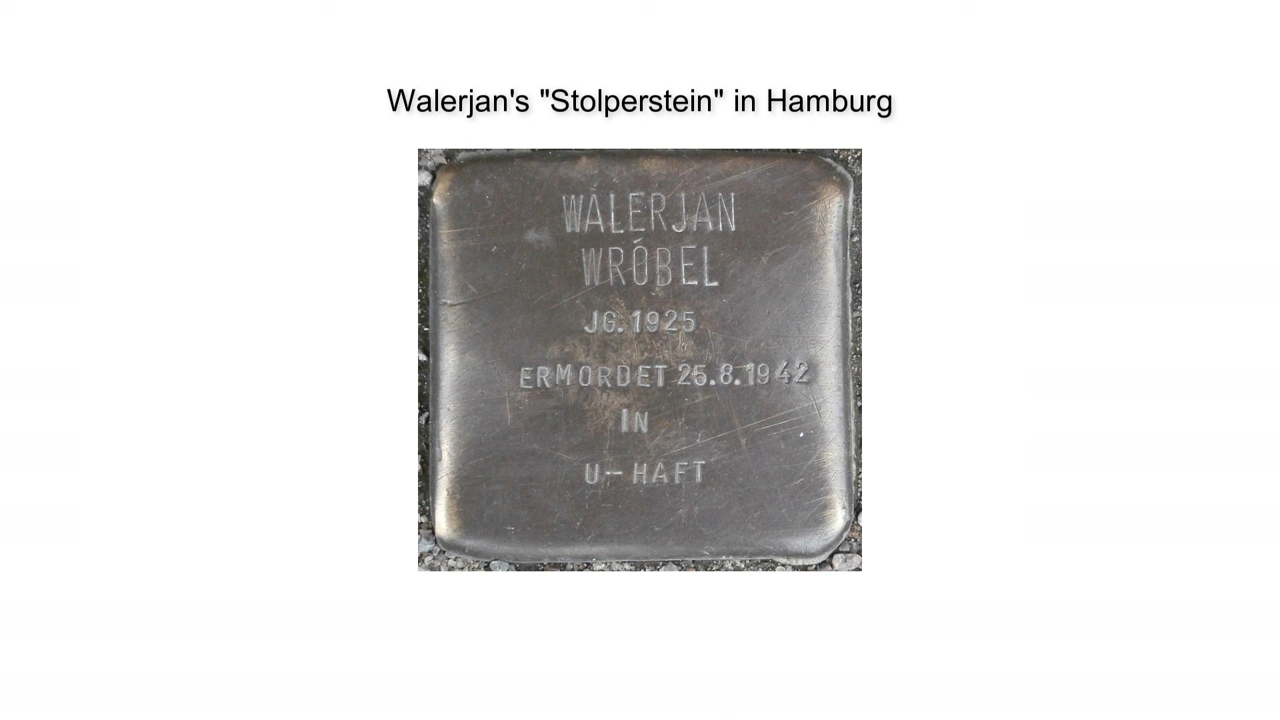 Walerjan's "Stolperstein" in Hamburg
WALERJAN
WRÓBEL
JG. 1925
ERMORDET 25.8.1942
IN
U-HAFT